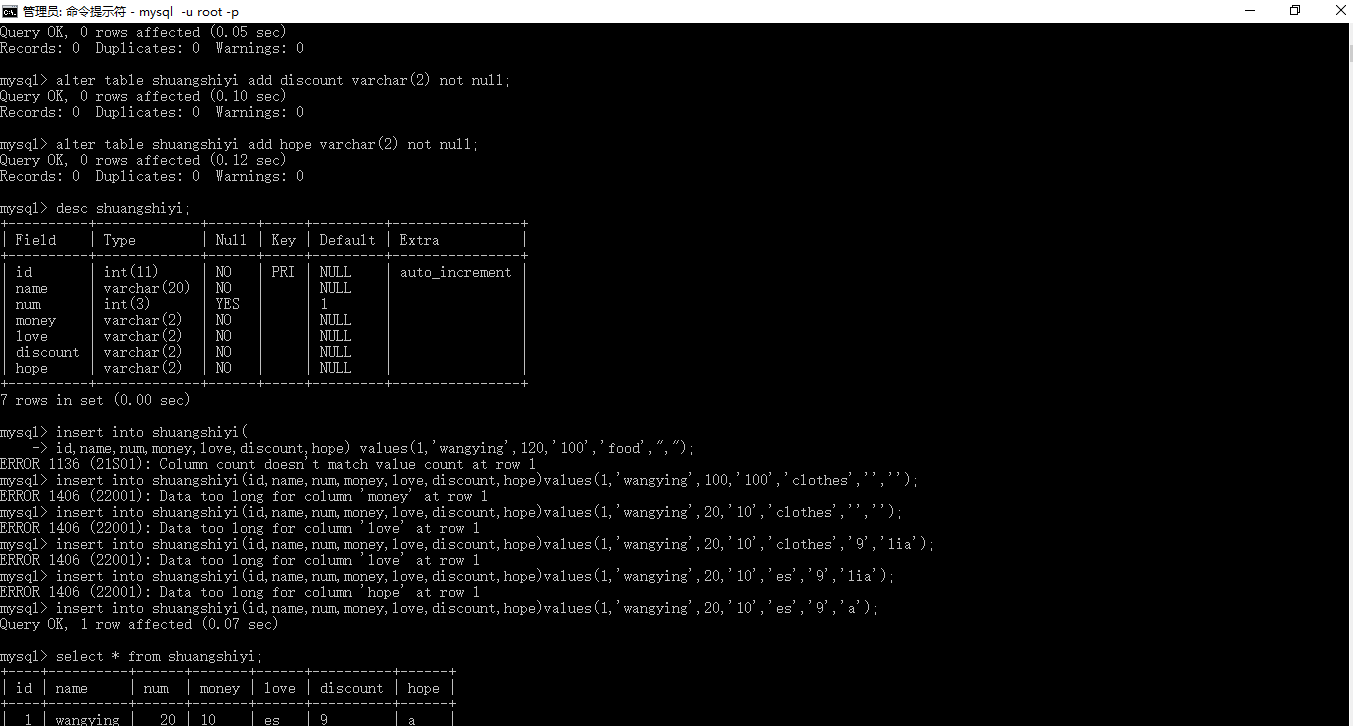 管理员: 命令提示符 - mysql  -u root -p
Query OK, 0 rows affected (0.05 sec)
Records: 0  Duplicates: 0  Warnings: 0
mysql> alter table shuangshiyi add discount varchar(2) not null;
Query OK, 0 rows affected (0.10 sec)
Records: 0  Duplicates: 0  Warnings: 0
mysql> alter table shuangshiyi add hope varchar(2) not null;
Query OK, 0 rows affected (0.12 sec)
Records: 0  Duplicates: 0  Warnings: 0
mysql> desc shuangshiyi;
+----------+-------------+------+-----+---------+----------------+
| Field    | Type        | Null | Key | Default | Extra          |
+----------+-------------+------+-----+---------+----------------+
| id       | int(11)     | NO   | PRI | NULL    | auto_increment |
| name     | varchar(20) | NO   |     | NULL    |                |
| num      | int(3)      | YES  |     | 1       |                |
| money    | varchar(2)  | NO   |     | NULL    |                |
| love     | varchar(2)  | NO   |     | NULL    |                |
| discount | varchar(2)  | NO   |     | NULL    |                |
| hope     | varchar(2)  | NO   |     | NULL    |                |
+----------+-------------+------+-----+---------+----------------+
7 rows in set (0.00 sec)
mysql> insert into shuangshiyi(
    -> id,name,num,money,love,discount,hope) values(1,'wangying',120,'100','food',",");
ERROR 1136 (21S01): Column count doesn't match value count at row 1
mysql> insert into shuangshiyi(id,name,num,money,love,discount,hope)values(1,'wangying',100,'100','clothes','','');
ERROR 1406 (22001): Data too long for column 'money' at row 1
mysql> insert into shuangshiyi(id,name,num,money,love,discount,hope)values(1,'wangying',20,'10','clothes','','');
ERROR 1406 (22001): Data too long for column 'love' at row 1
mysql> insert into shuangshiyi(id,name,num,money,love,discount,hope)values(1,'wangying',20,'10','clothes','9','lia');
ERROR 1406 (22001): Data too long for column 'love' at row 1
mysql> insert into shuangshiyi(id,name,num,money,love,discount,hope)values(1,'wangying',20,'10','es','9','lia');
ERROR 1406 (22001): Data too long for column 'hope' at row 1
mysql> insert into shuangshiyi(id,name,num,money,love,discount,hope)values(1,'wangying',20,'10','es','9','a');
Query OK, 1 row affected (0.07 sec)
mysql> select * from shuangshiyi;
+----+----------+-----+-------+------+----------+------+
| id | name     | num | money | love | discount | hope |
+----+----------+-----+-------+------+----------+------+
|  1 | wangying |  20 | 10    | es   | 9        | a    |